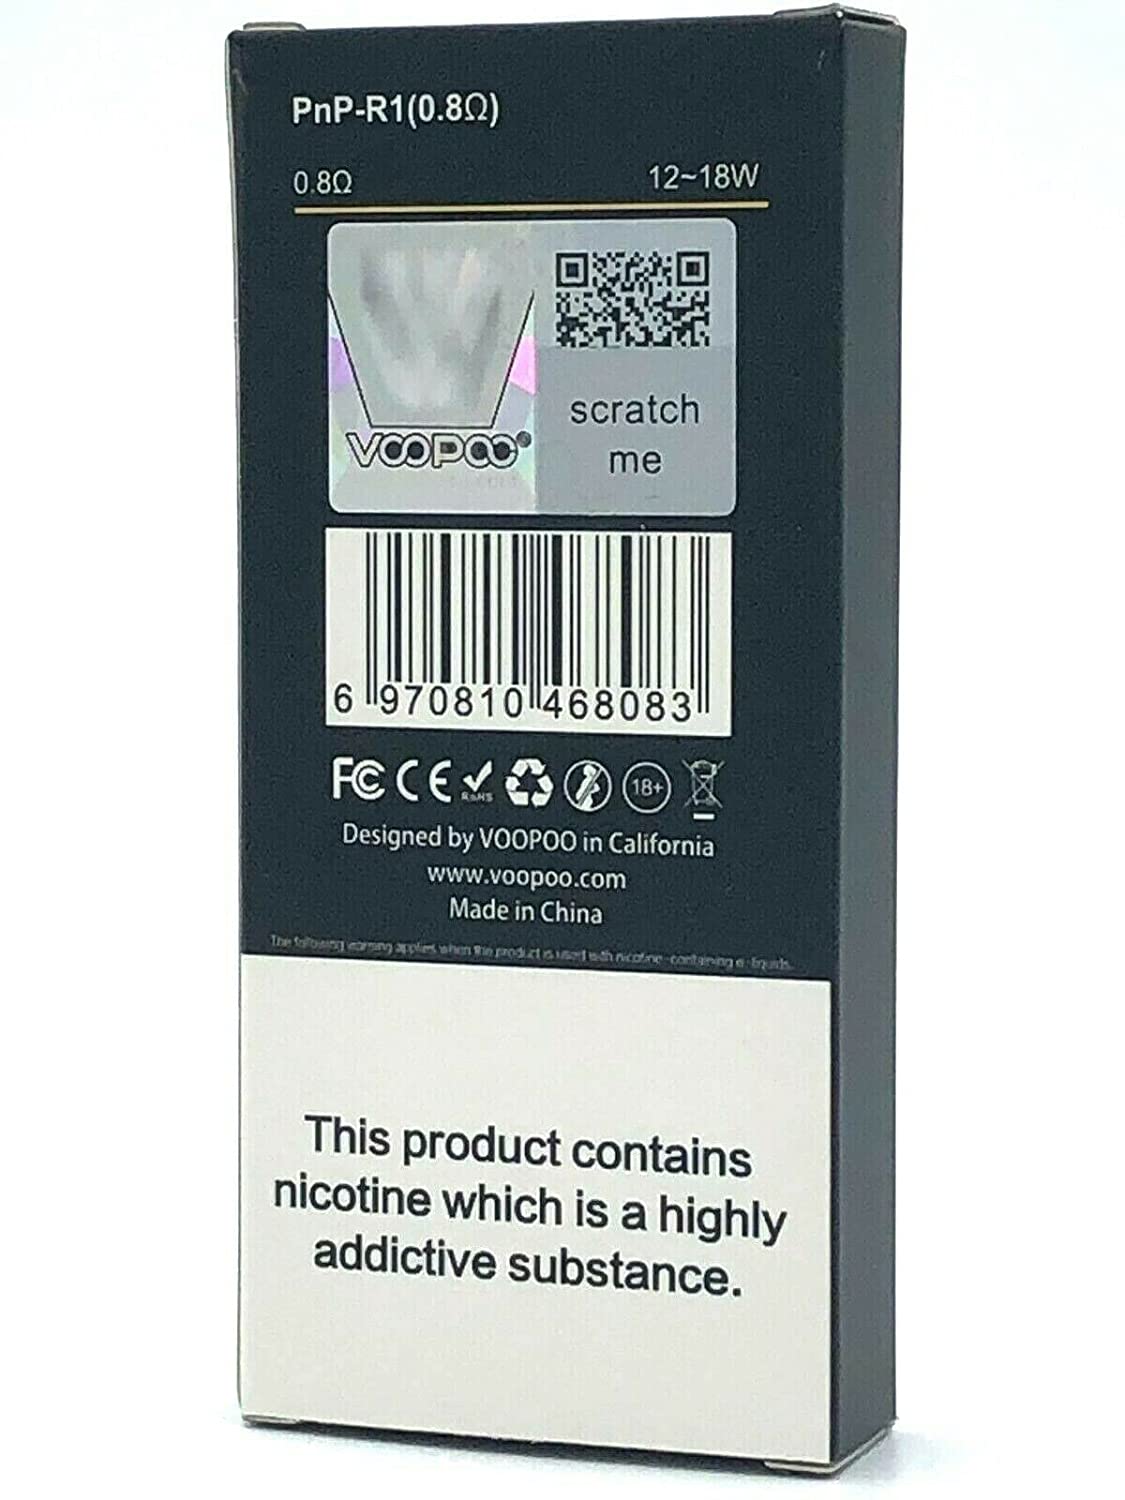 PnP-R1(0.8Ω)
0.8Ω 12~18W
VOOPOO®
scratch
me
6 970810 468083
FC CE RoHS 18+
Designed by VOOPOO in California
www.voopoo.com
Made in China
The following warning applies when the product is used with nicotine-containing e-liquids.
This product contains
nicotine which is a highly
addictive substance.